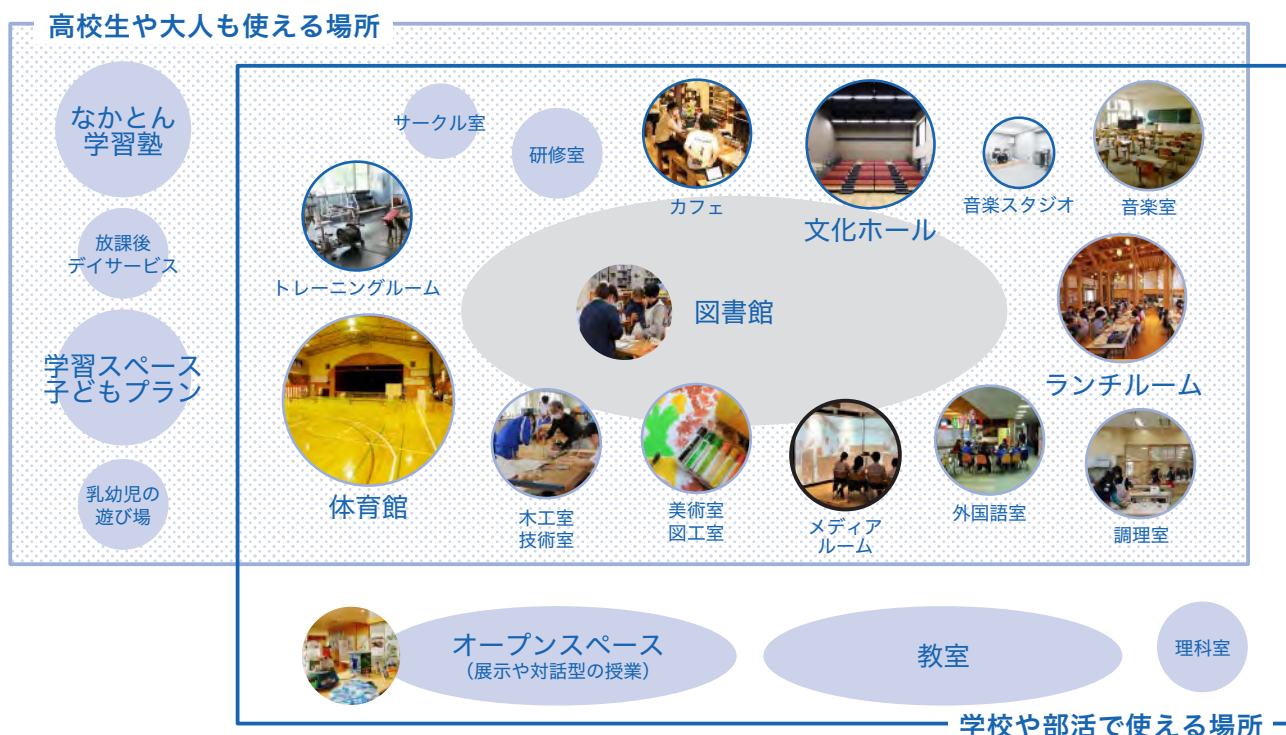 高校生や大人も使える場所
なかとん
学習塾
放課後
デイサービス
学習スペース
子どもプラン
乳幼児の
遊び場
サークル室
研修室
カフェ
文化ホール
音楽スタジオ
音楽室
トレーニングルーム
図書館
ランチルーム
体育館
木工室
技術室
美術室
図工室
メディア
ルーム
外国語室
調理室
オープンスペース
（展示や対話型の授業）
教室
理科室
学校や部活で使える場所